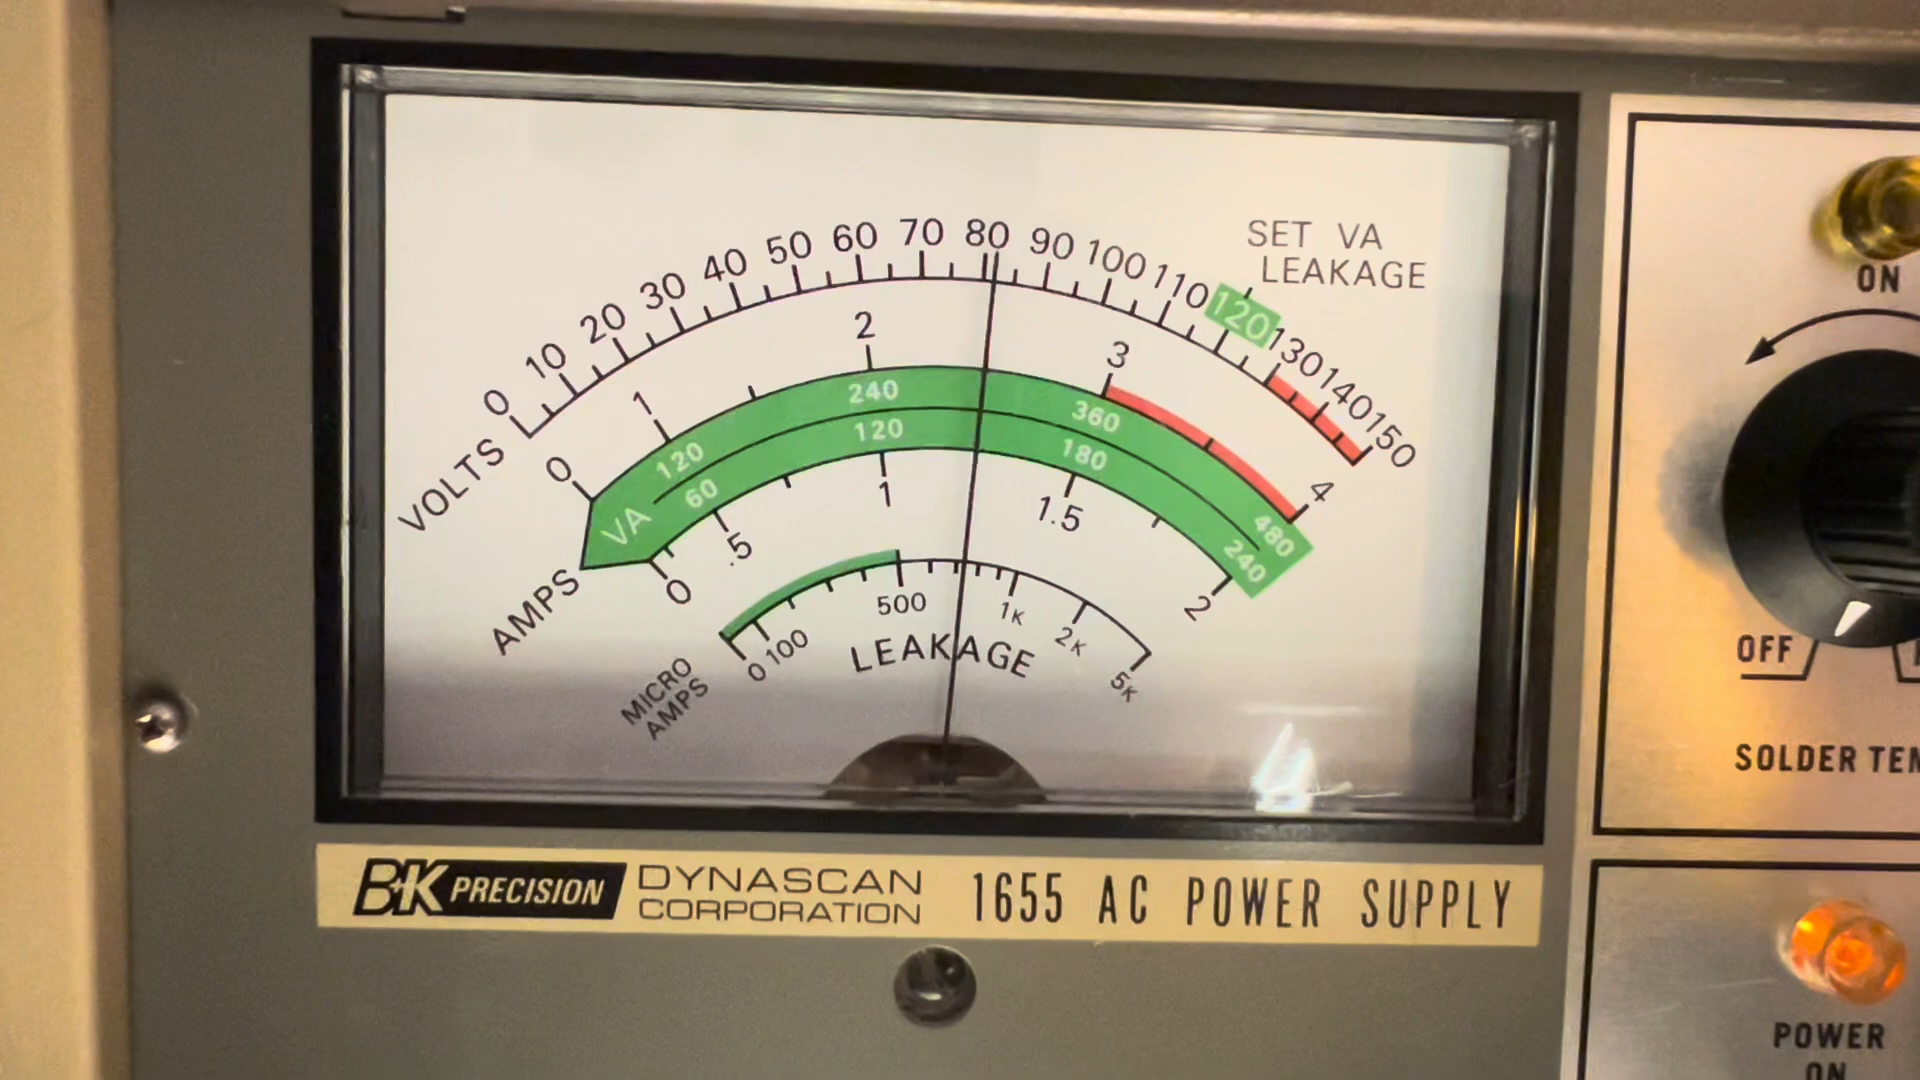 SET VA
LEAKAGE
0 10 20 30 40 50 60 70 80 90 100 110 120 130 140 150
VOLTS
0 1 2 3 4
120 240 360 480
VA
60 120 180 240
0 .5 1 1.5 2
AMPS
0 100 500 1K 2K 5K
LEAKAGE
MICRO
AMPS
B+K PRECISION
DYNASCAN
CORPORATION
1655 AC POWER SUPPLY
ON
OFF
SOLDER
POWER
ON